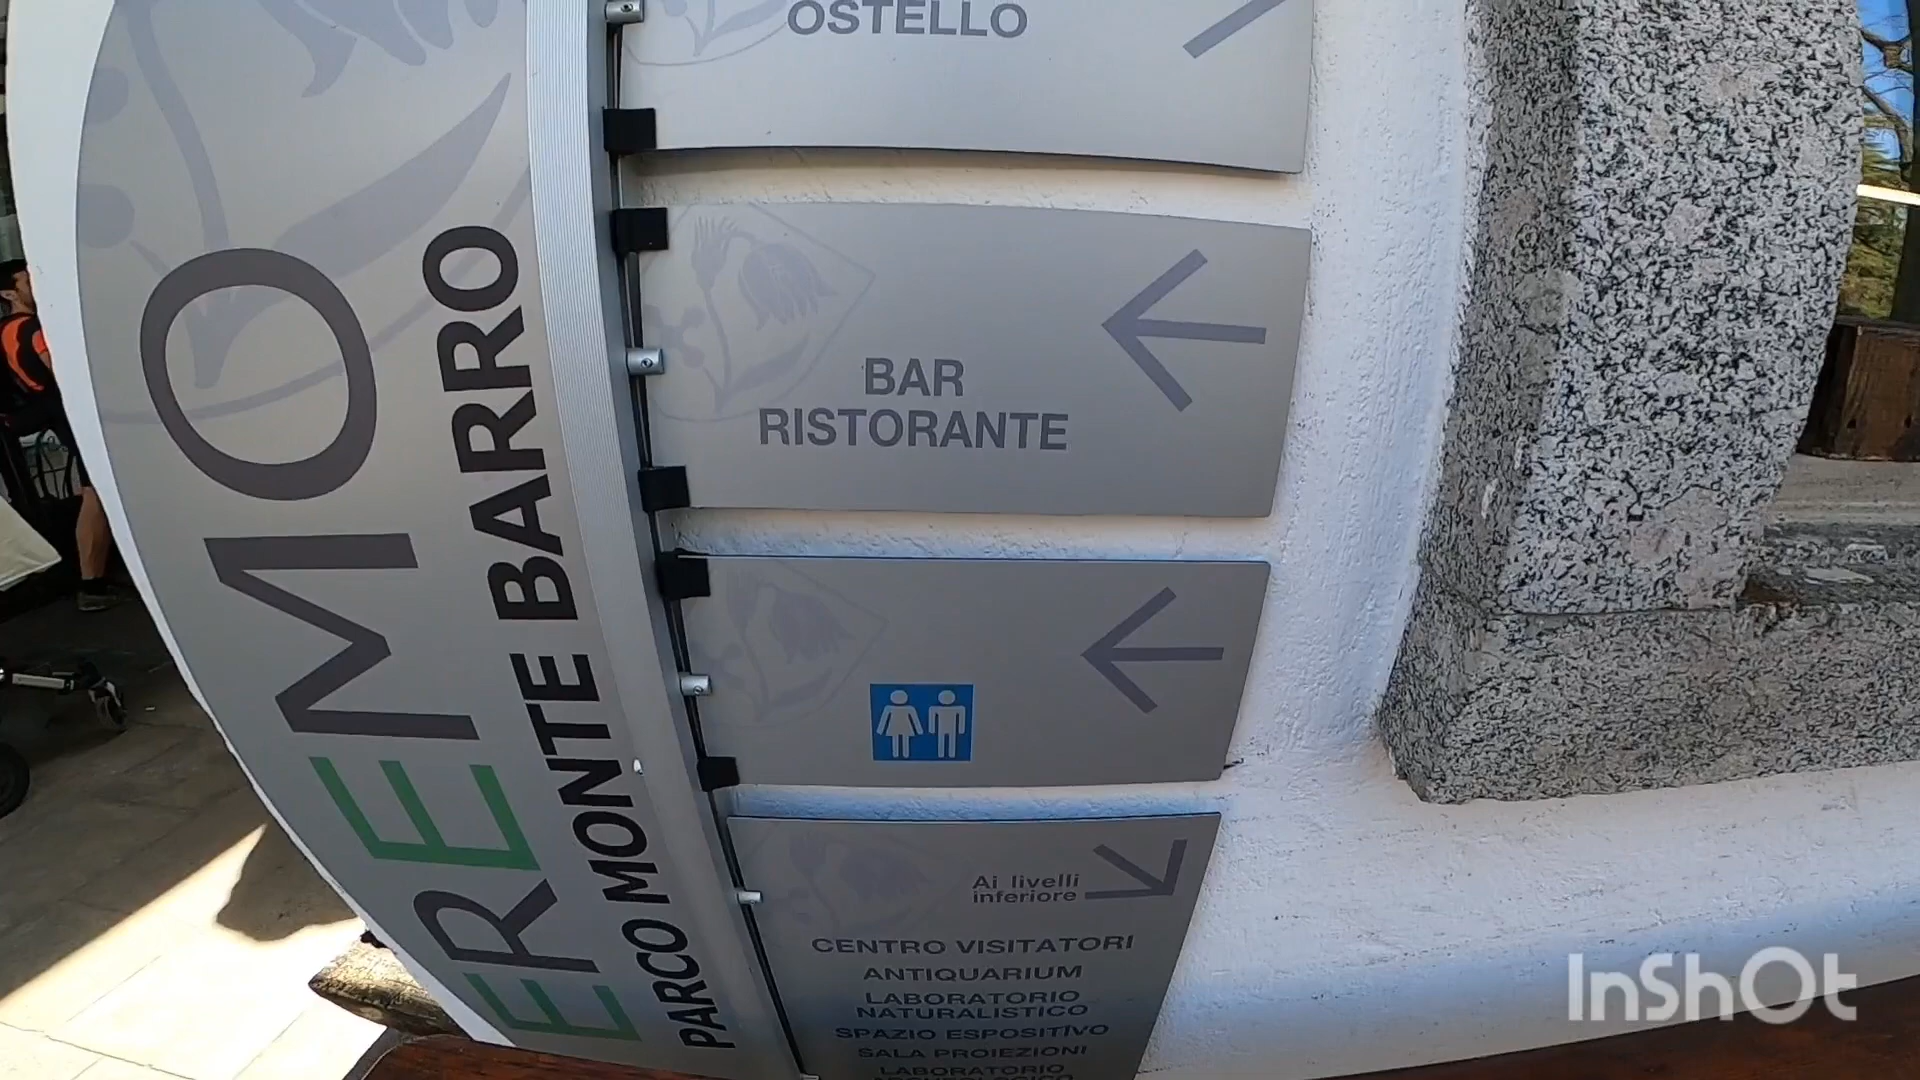 OSTELLO
EREMO
PARCO MONTE BARRO
BAR
RISTORANTE
Ai livelli
inferiore
CENTRO VISITATORI
ANTIQUARIUM
LABORATORIO
NATURALISTICO
SPAZIO ESPOSITIVO
SALA PROIEZIONI
LABORATORIO
InShOt